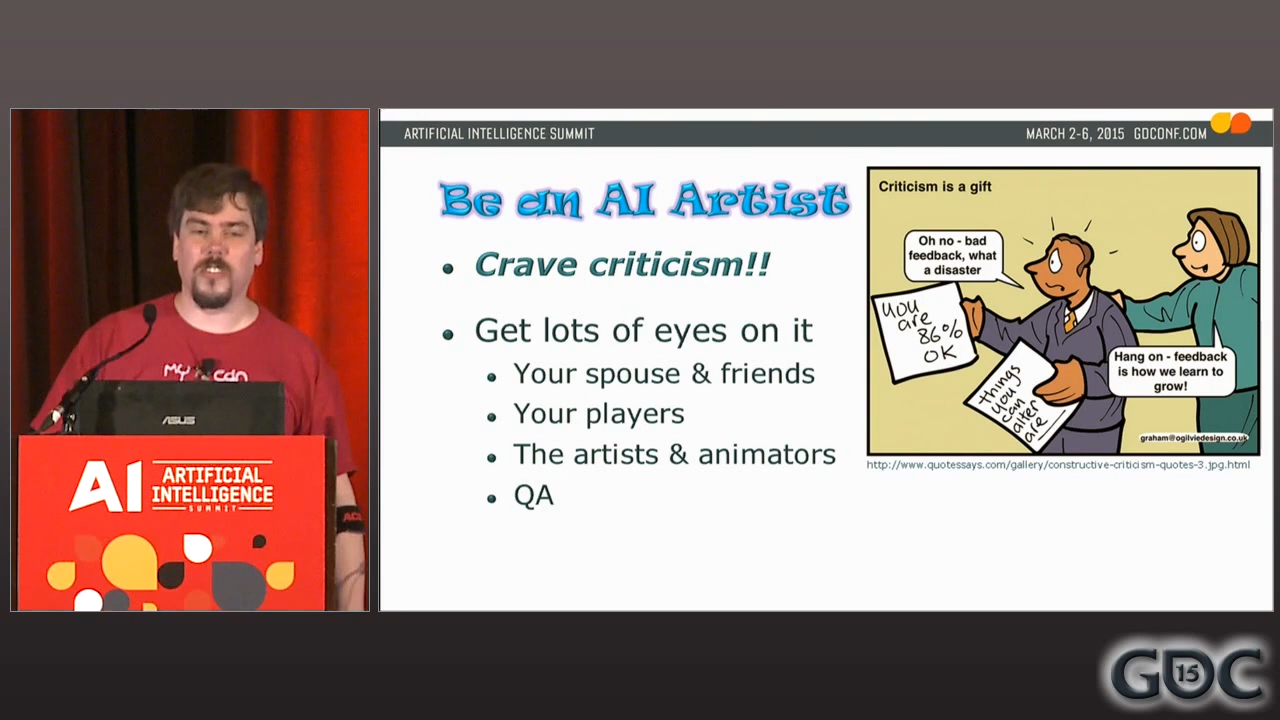 ARTIFICIAL INTELLIGENCE SUMMIT
MARCH 2-6, 2015 GDCONF.COM
Be an AI Artist
Crave criticism!!
Get lots of eyes on it
Your spouse & friends
Your players
The artists & animators
QA
Criticism is a gift
Oh no - bad
feedback, what
a disaster
you
are
86%
OK
things
you
can
alter
are
Hang on - feedback
is how we learn to
grow!
graham@ogilviedesign.co.uk
http://www.quotessays.com/gallery/constructive-criticism-quotes-3.jpg.html
ASUS
AI ARTIFICIAL
INTELLIGENCE
SUMMIT
GDC
15